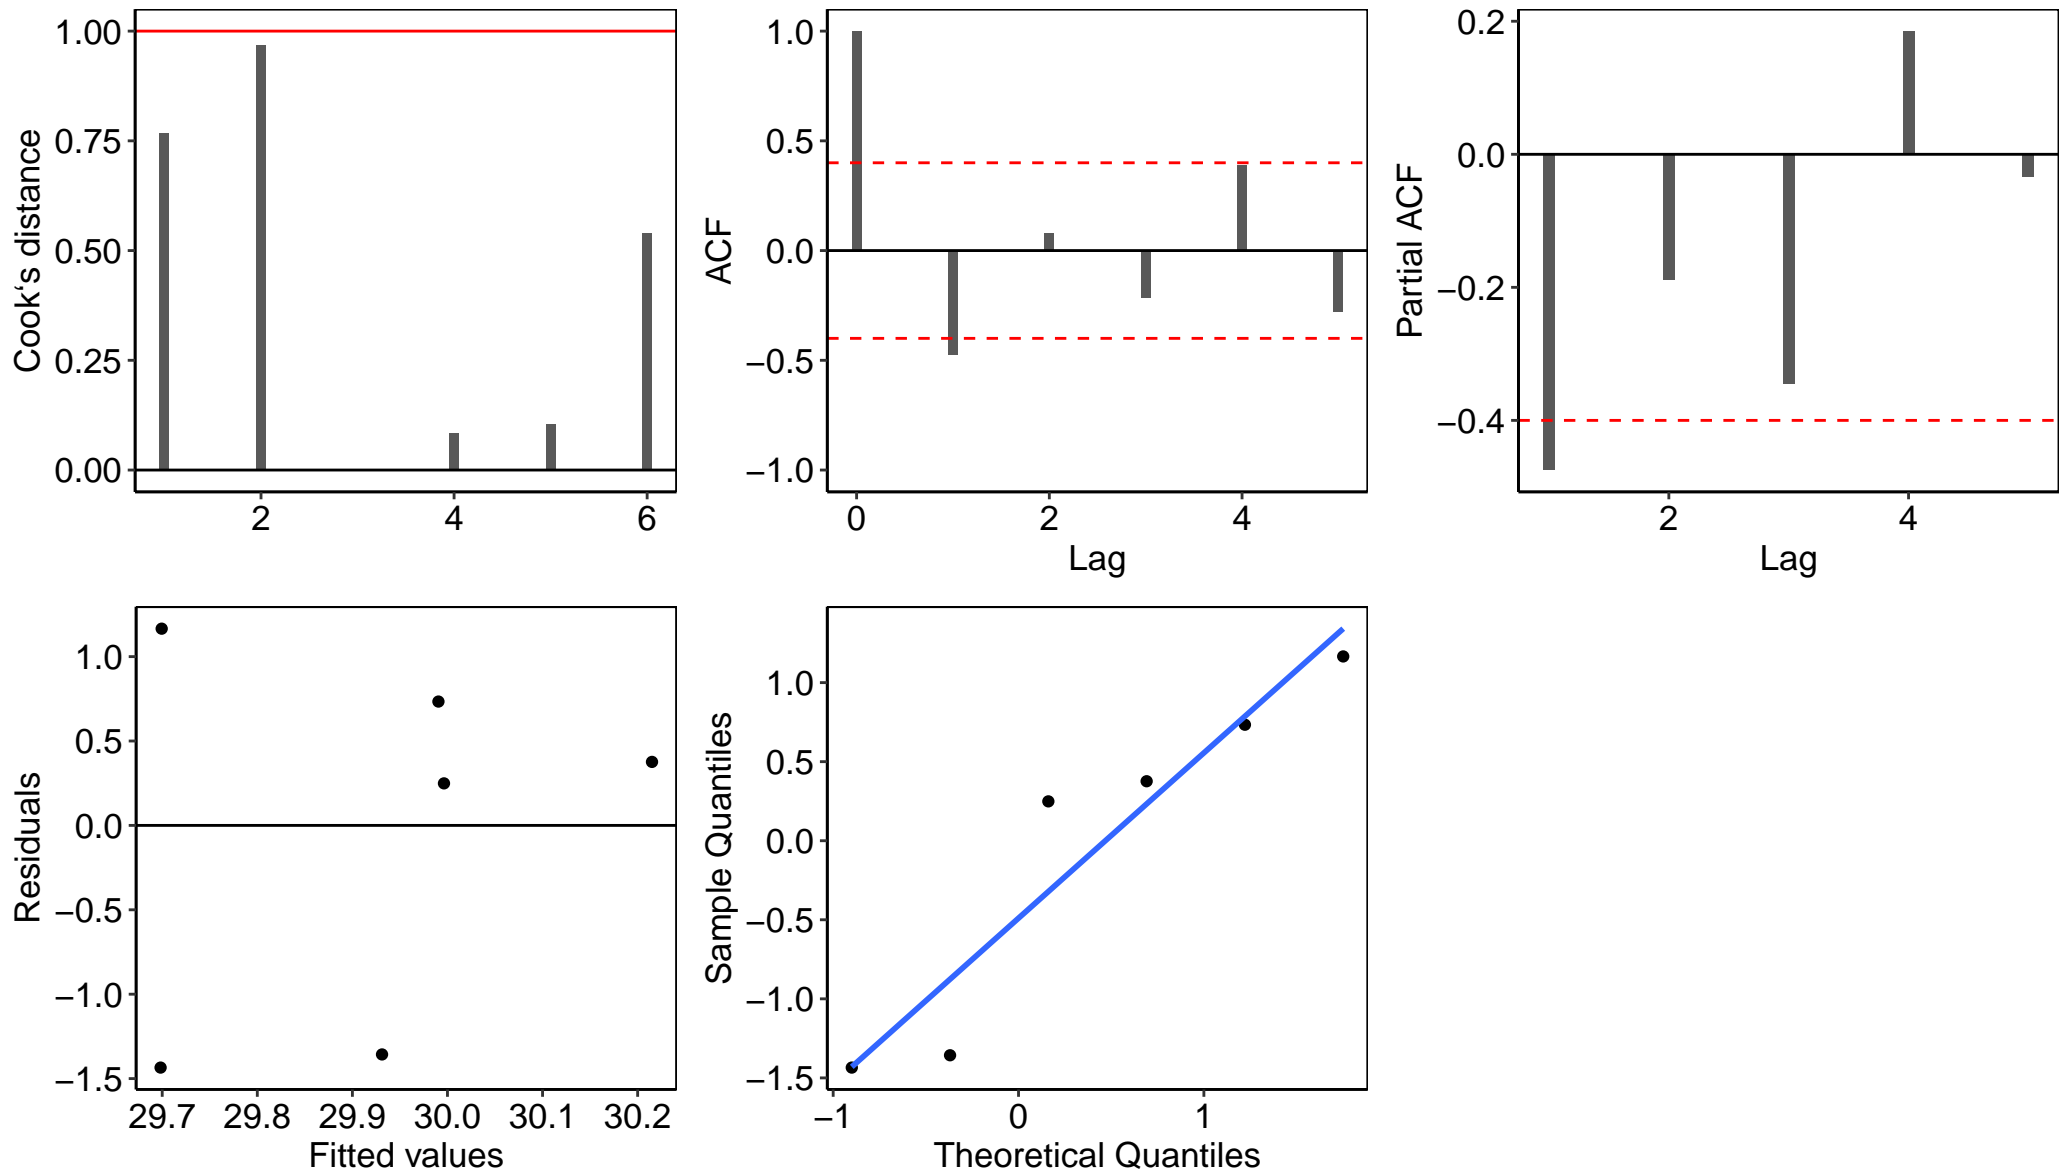 Cook‘s distance
1.00
0.75
0.50
0.25
0.00
2 4 6
ACF
1.0
0.5
0.0
−0.5
−1.0
0 2 4
Lag
Partial ACF
0.2
0.0
−0.2
−0.4
2 4
Lag
Residuals
1.0
0.5
0.0
−0.5
−1.0
−1.5
29.7 29.8 29.9 30.0 30.1 30.2
Fitted values
Sample Quantiles
1.0
0.5
0.0
−0.5
−1.0
−1.5
−1 0 1
Theoretical Quantiles